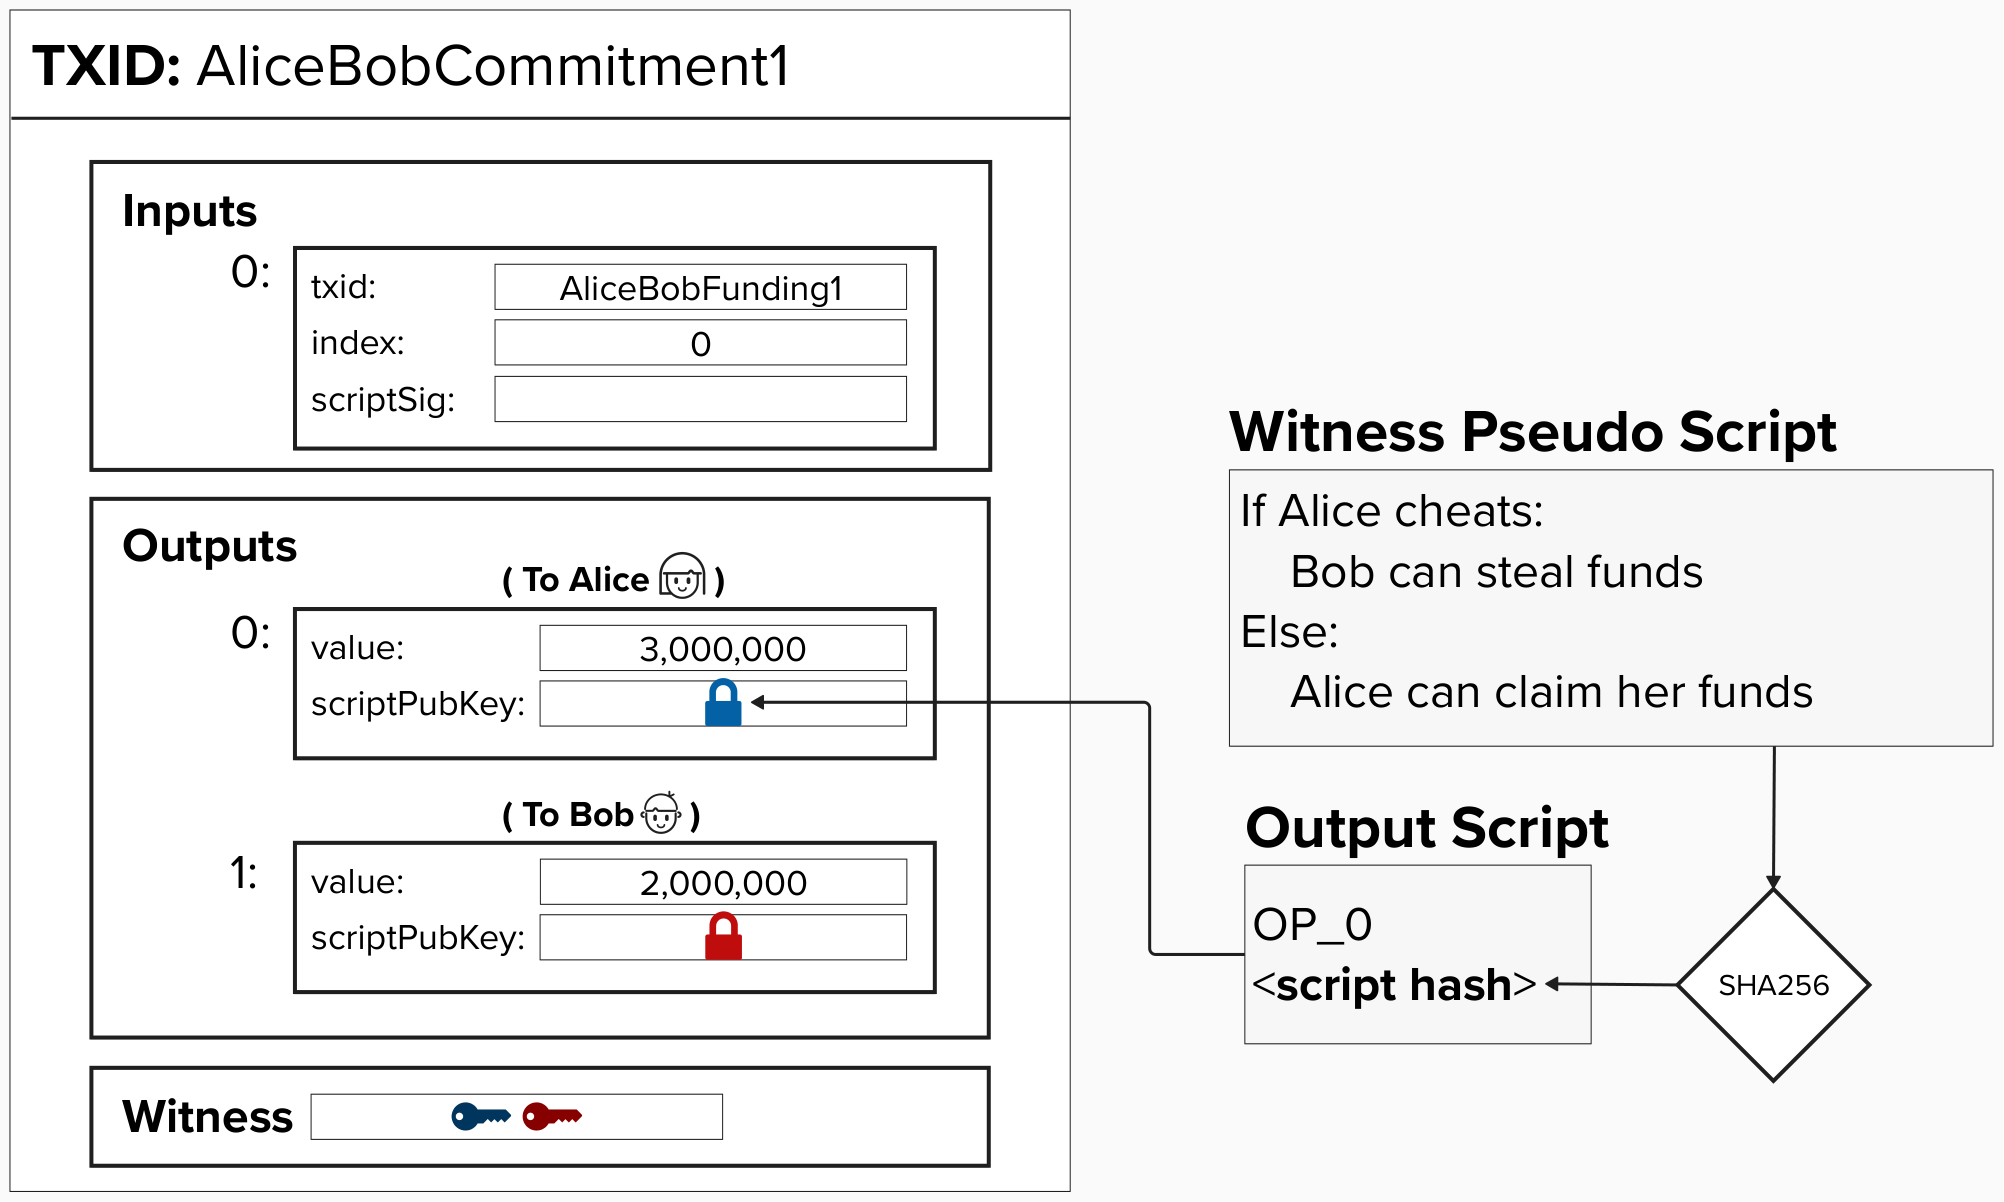 TXID: AliceBobCommitment1
Inputs
0:
txid: AliceBobFunding1
index: 0
scriptSig:
Outputs
( To Alice )
0:
value: 3,000,000
scriptPubKey:
( To Bob )
1:
value: 2,000,000
scriptPubKey:
Witness
Witness Pseudo Script
If Alice cheats:
Bob can steal funds
Else:
Alice can claim her funds
Output Script
OP_0
<script hash>
SHA256